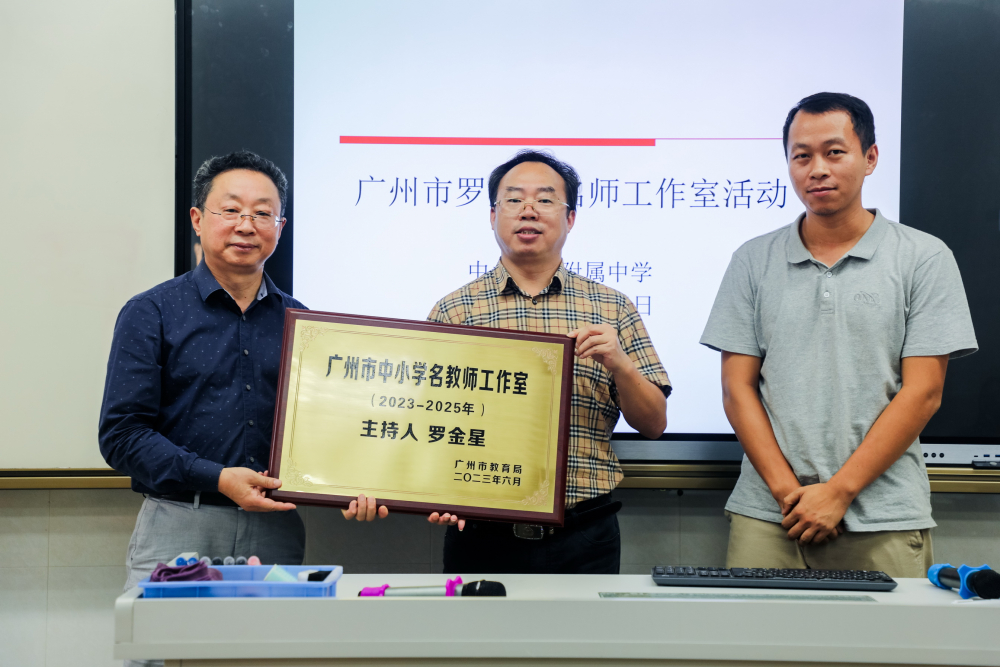 广州市罗 名师工作室活动
中 附属中学
日
广州市中小学名教师工作室
(2023-2025年)
主持人 罗金星
广州市教育局
二〇二三年六月